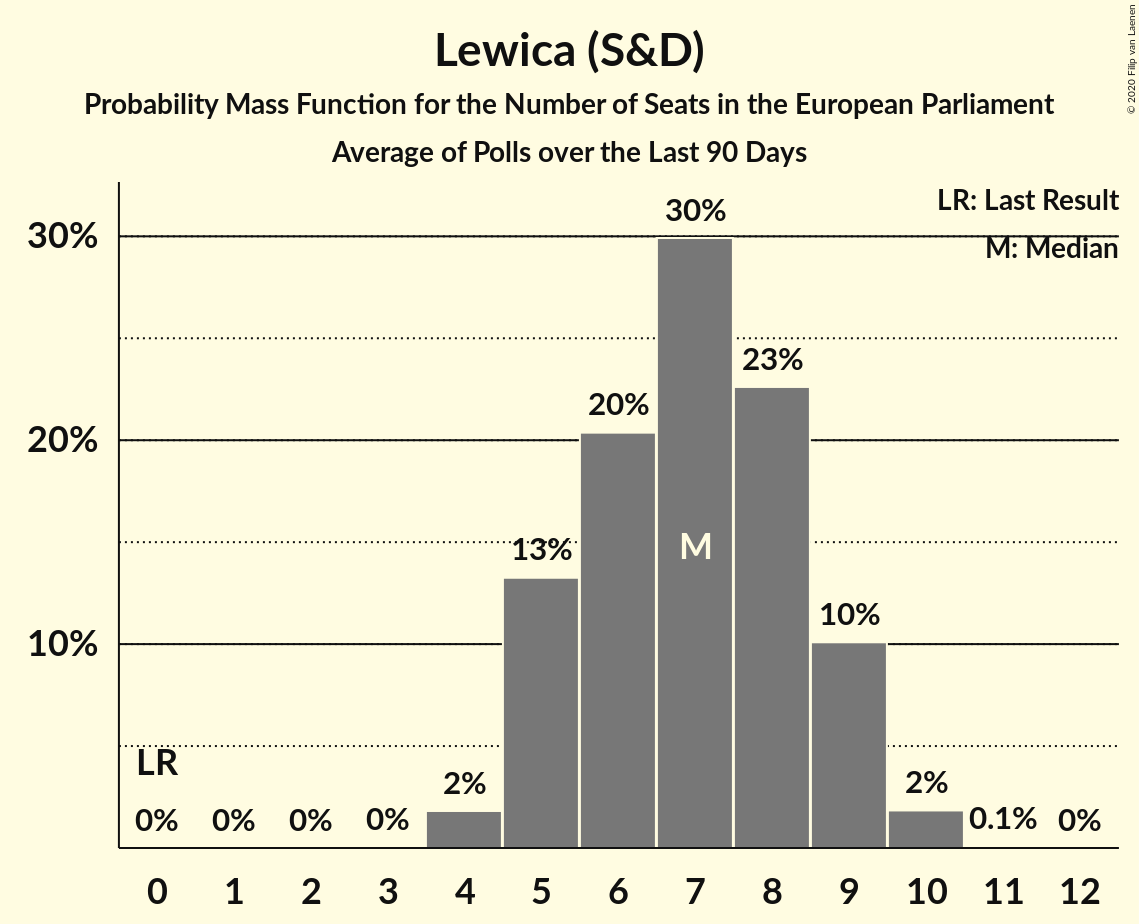 © 2020 Filip van Laenen
Lewica (S&D)
Probability Mass Function for the Number of Seats in the European Parliament
Average of Polls over the Last 90 Days
LR: Last Result
M: Median
30%
20%
10%
LR
0%
0%
0%
0%
2%
13%
20%
30%
M
23%
10%
2%
0.1%
0%
0 1 2 3 4 5 6 7 8 9 10 11 12